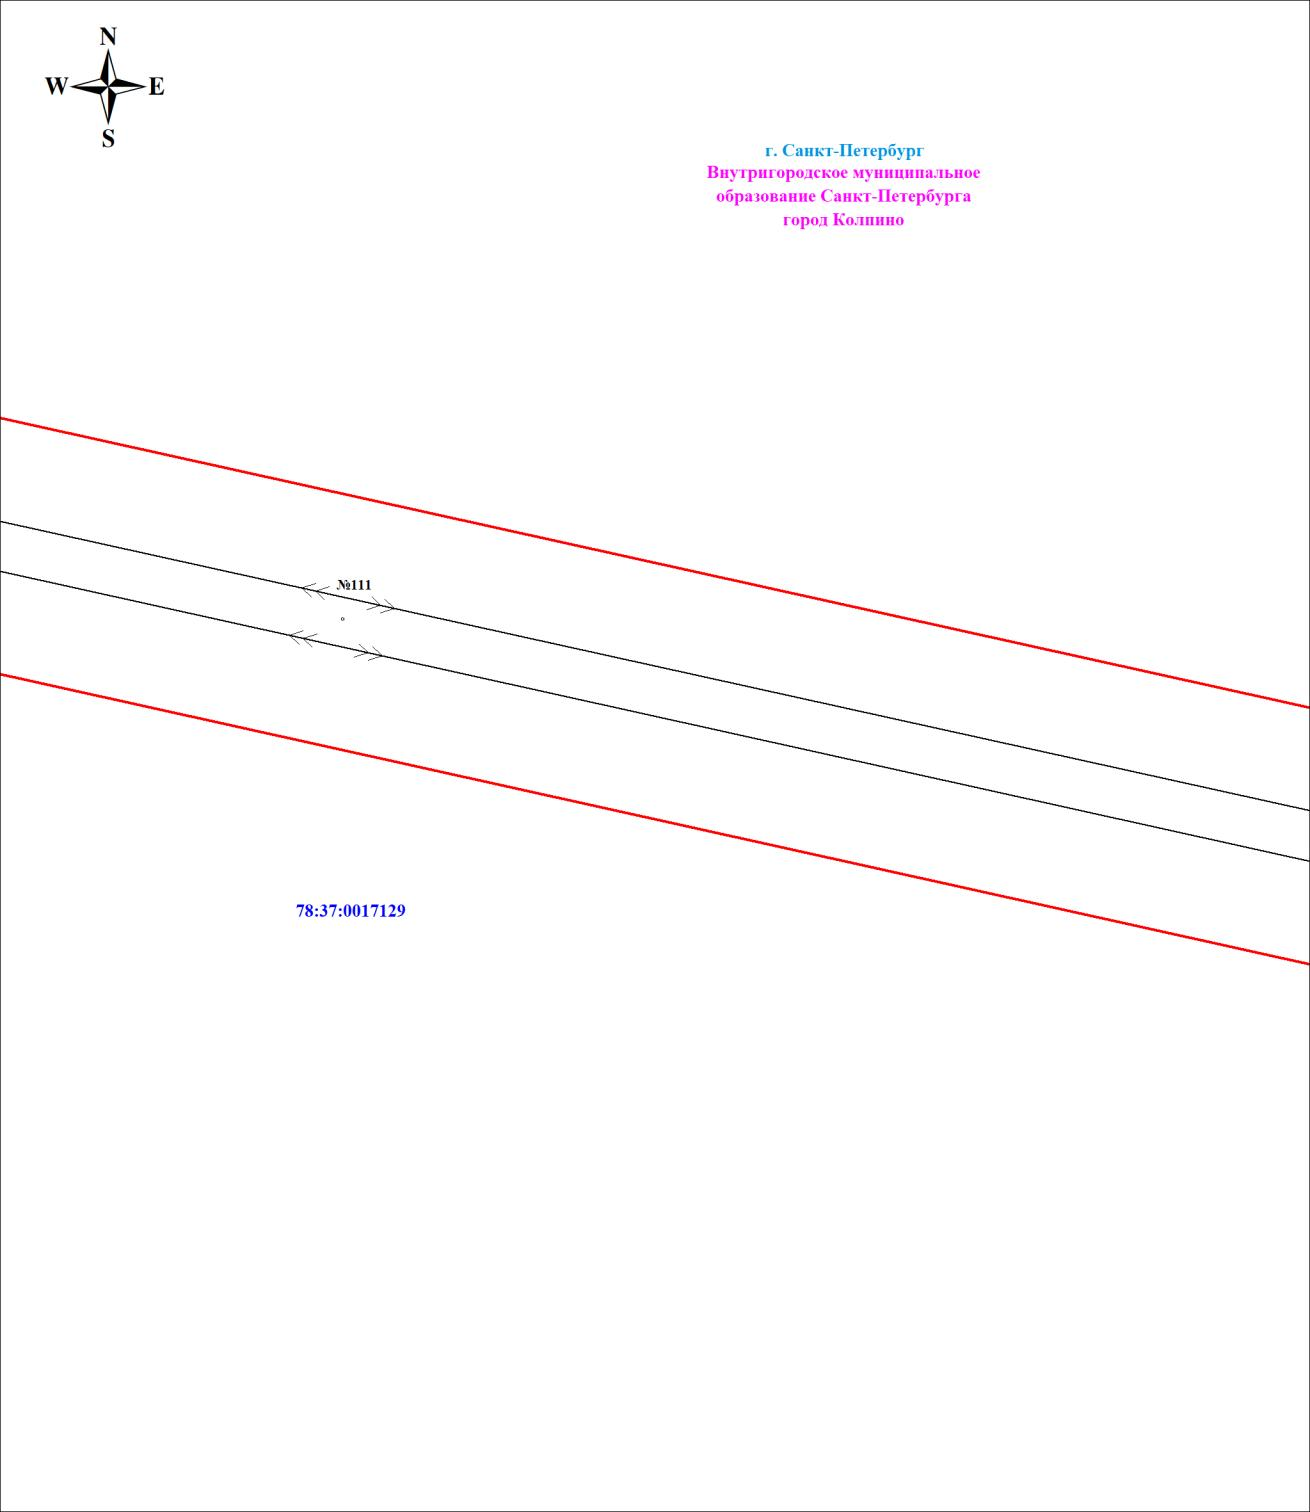 N
W E
S
г. Санкт-Петербург
Внутригородское муниципальное
образование Санкт-Петербурга
город Колпино
№111
78:37:0017129